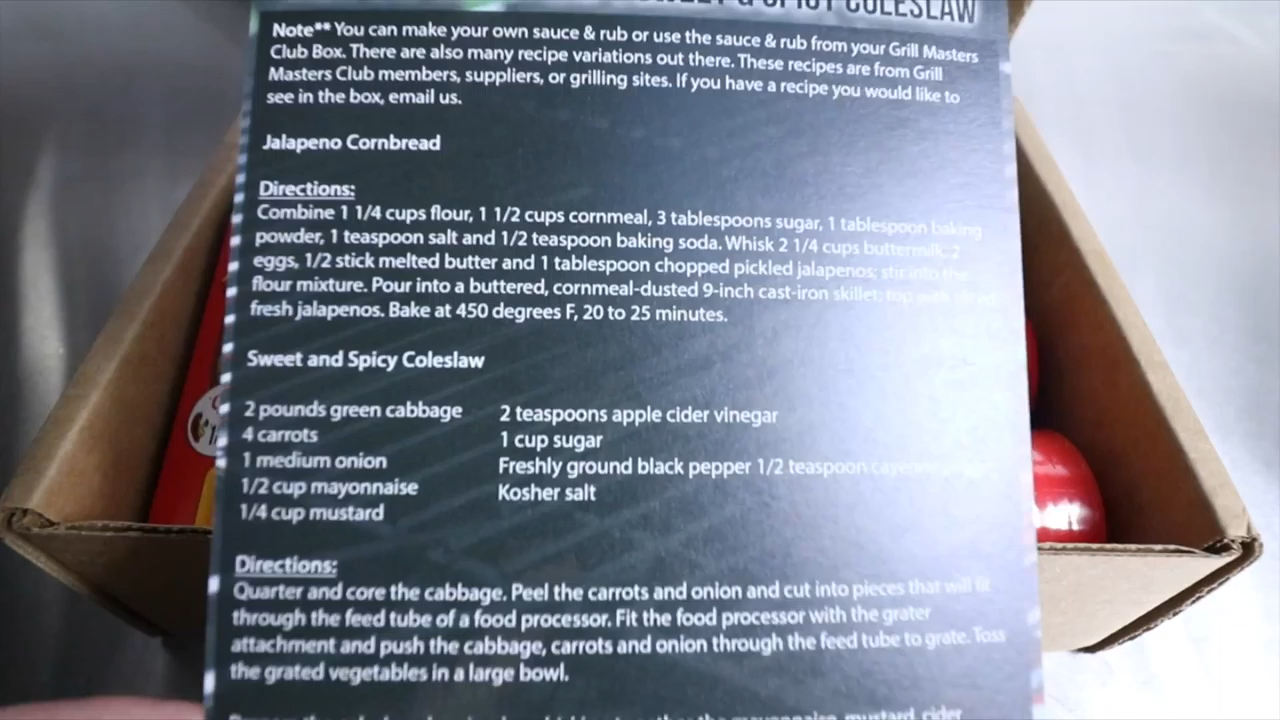 & SPICY COLESLAW
Note** You can make your own sauce & rub or use the sauce & rub from your Grill Masters
Club Box. There are also many recipe variations out there. These recipes are from Grill
Masters Club members, suppliers, or grilling sites. If you have a recipe you would like to
see in the box, email us.
Jalapeno Cornbread
Directions:
Combine 1 1/4 cups flour, 1 1/2 cups cornmeal, 3 tablespoons sugar, 1 tablespoon baking
powder, 1 teaspoon salt and 1/2 teaspoon baking soda. Whisk 2 1/4 cups buttermilk, 2
eggs, 1/2 stick melted butter and 1 tablespoon chopped pickled jalapenos; stir into the
flour mixture. Pour into a buttered, cornmeal-dusted 9-inch cast-iron skillet; top with
fresh jalapenos. Bake at 450 degrees F, 20 to 25 minutes.
Sweet and Spicy Coleslaw
2 pounds green cabbage
4 carrots
1 medium onion
1/2 cup mayonnaise
1/4 cup mustard
2 teaspoons apple cider vinegar
1 cup sugar
Freshly ground black pepper 1/2 teaspoon cayenne
Kosher salt
Directions:
Quarter and core the cabbage. Peel the carrots and onion and cut into pieces that will fit
through the feed tube of a food processor. Fit the food processor with the grater
attachment and push the cabbage, carrots and onion through the feed tube to grate. Toss
the grated vegetables in a large bowl.
mayonnaise, mustard, cider